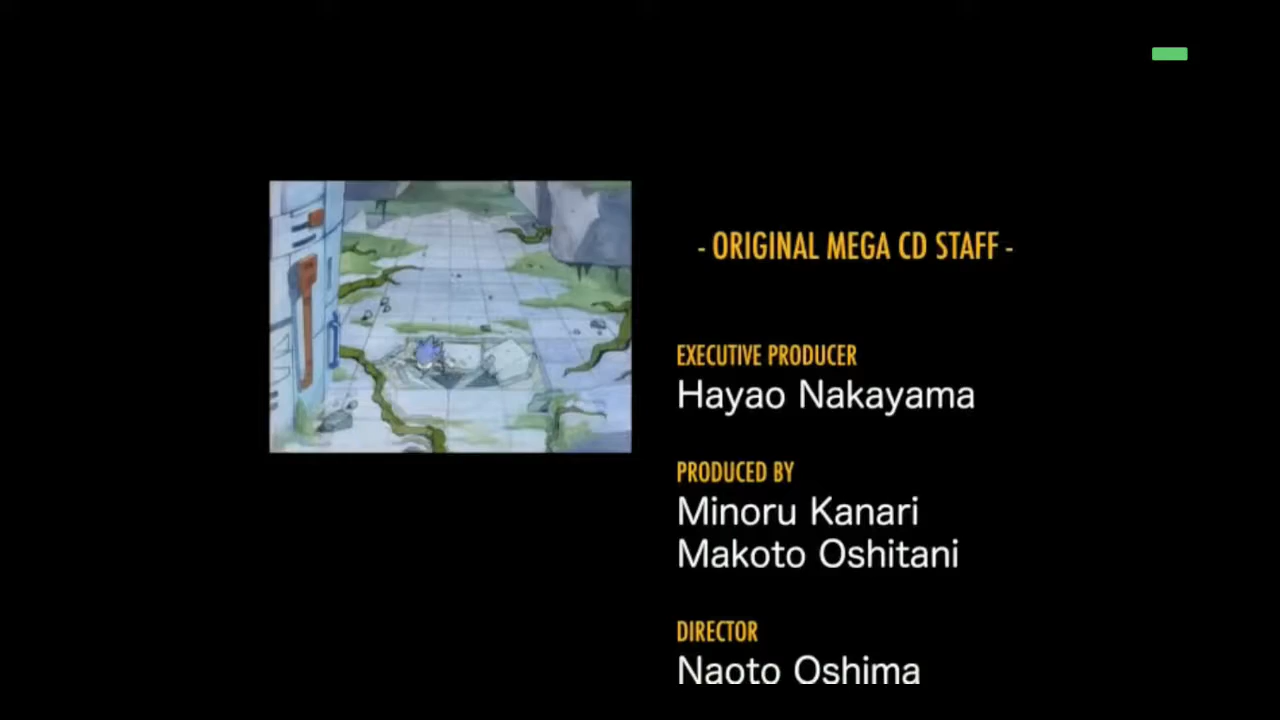 - ORIGINAL MEGA CD STAFF -
EXECUTIVE PRODUCER
Hayao Nakayama
PRODUCED BY
Minoru Kanari
Makoto Oshitani
DIRECTOR
Naoto Oshima